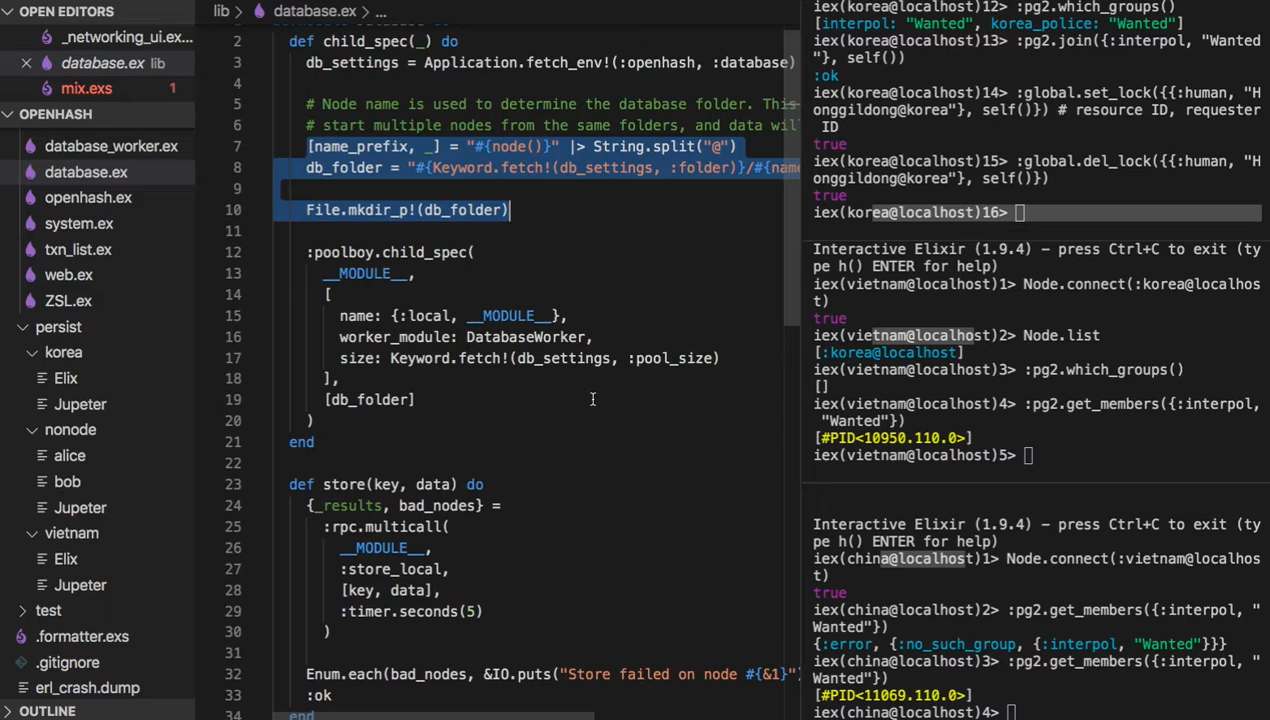 OPEN EDITORS
_networking_ui.ex...
database.ex lib
mix.exs 1
OPENHASH
database_worker.ex
database.ex
openhash.ex
system.ex
txn_list.ex
web.ex
ZSL.ex
persist
korea
Elix
Jupeter
nonode
alice
bob
Jupeter
vietnam
Elix
Jupeter
test
.formatter.exs
.gitignore
erl_crash.dump
OUTLINE
lib > database.ex > ...
2 def child_spec(_) do
3 db_settings = Application.fetch_env!(:openhash, :database)
4
5 # Node name is used to determine the database folder. This
6 # start multiple nodes from the same folders, and data wil
7 [name_prefix, _] = "#{node()}" |> String.split("@")
8 db_folder = "#{Keyword.fetch!(db_settings, :folder)}/#{name
9
10 File.mkdir_p!(db_folder)
11
12 :poolboy.child_spec(
13 __MODULE__,
14 [
15 name: {:local, __MODULE__},
16 worker_module: DatabaseWorker,
17 size: Keyword.fetch!(db_settings, :pool_size)
18 ],
19 [db_folder]
20 )
21 end
22
23 def store(key, data) do
24 {_results, bad_nodes} =
25 :rpc.multicall(
26 __MODULE__,
27 :store_local,
28 [key, data],
29 :timer.seconds(5)
30 )
31
32 Enum.each(bad_nodes, &IO.puts("Store failed on node #{&1}")
33 :ok
34 end
iex(korea@localhost)12> :pg2.which_groups()
[interpol: "Wanted", korea_police: "Wanted"]
iex(korea@localhost)13> :pg2.join({:interpol, "Wanted
"}, self())
:ok
iex(korea@localhost)14> :global.set_lock({{:human, "H
onggildong@korea"}, self()}) # resource ID, requester
ID
true
iex(korea@localhost)15> :global.del_lock({{:human, "H
onggildong@korea"}, self()})
true
iex(korea@localhost)16>
Interactive Elixir (1.9.4) – press Ctrl+C to exit (ty
pe h() ENTER for help)
iex(vietnam@localhost)1> Node.connect(:korea@localhos
t)
true
iex(vietnam@localhost)2> Node.list
[:korea@localhost]
iex(vietnam@localhost)3> :pg2.which_groups()
[]
iex(vietnam@localhost)4> :pg2.get_members({:interpol,
"Wanted"})
[#PID<10950.110.0>]
iex(vietnam@localhost)5>
Interactive Elixir (1.9.4) – press Ctrl+C to exit (ty
pe h() ENTER for help)
iex(china@localhost)1> Node.connect(:vietnam@localhos
t)
true
iex(china@localhost)2> :pg2.get_members({:interpol, "
Wanted"})
{:error, {:no_such_group, {:interpol, "Wanted"}}}
iex(china@localhost)3> :pg2.get_members({:interpol, "
Wanted"})
[#PID<11069.110.0>]
iex(china@localhost)4>